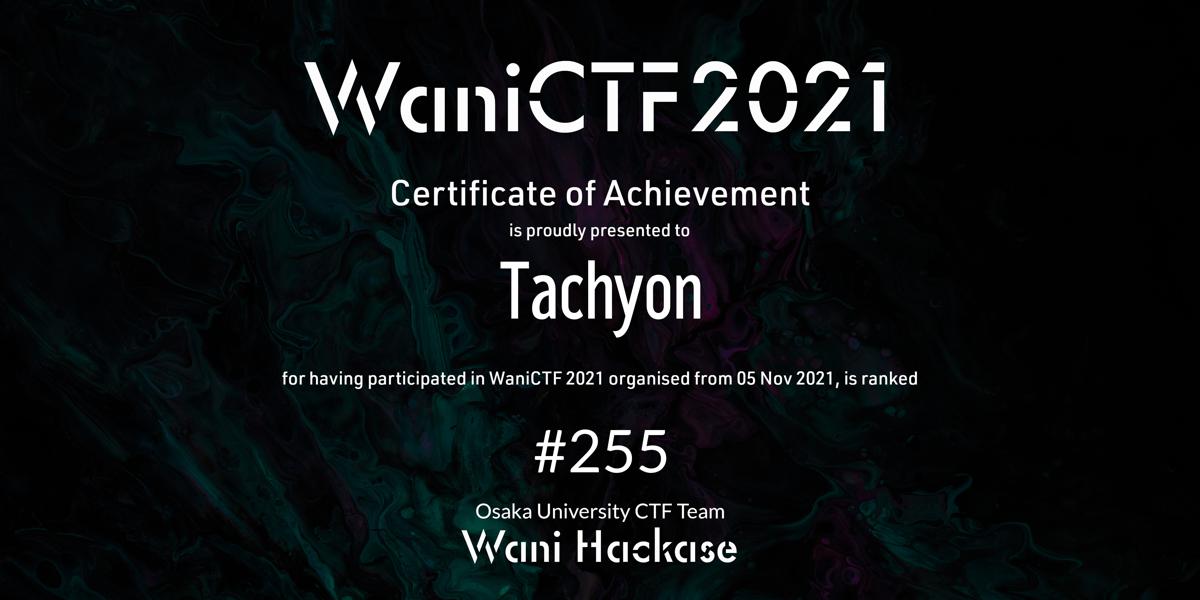 WaniCTF2021
Certificate of Achievement
is proudly presented to
Tachyon
for having participated in WaniCTF 2021 organised from 05 Nov 2021, is ranked
#255
Osaka University CTF Team
Wani Hackase